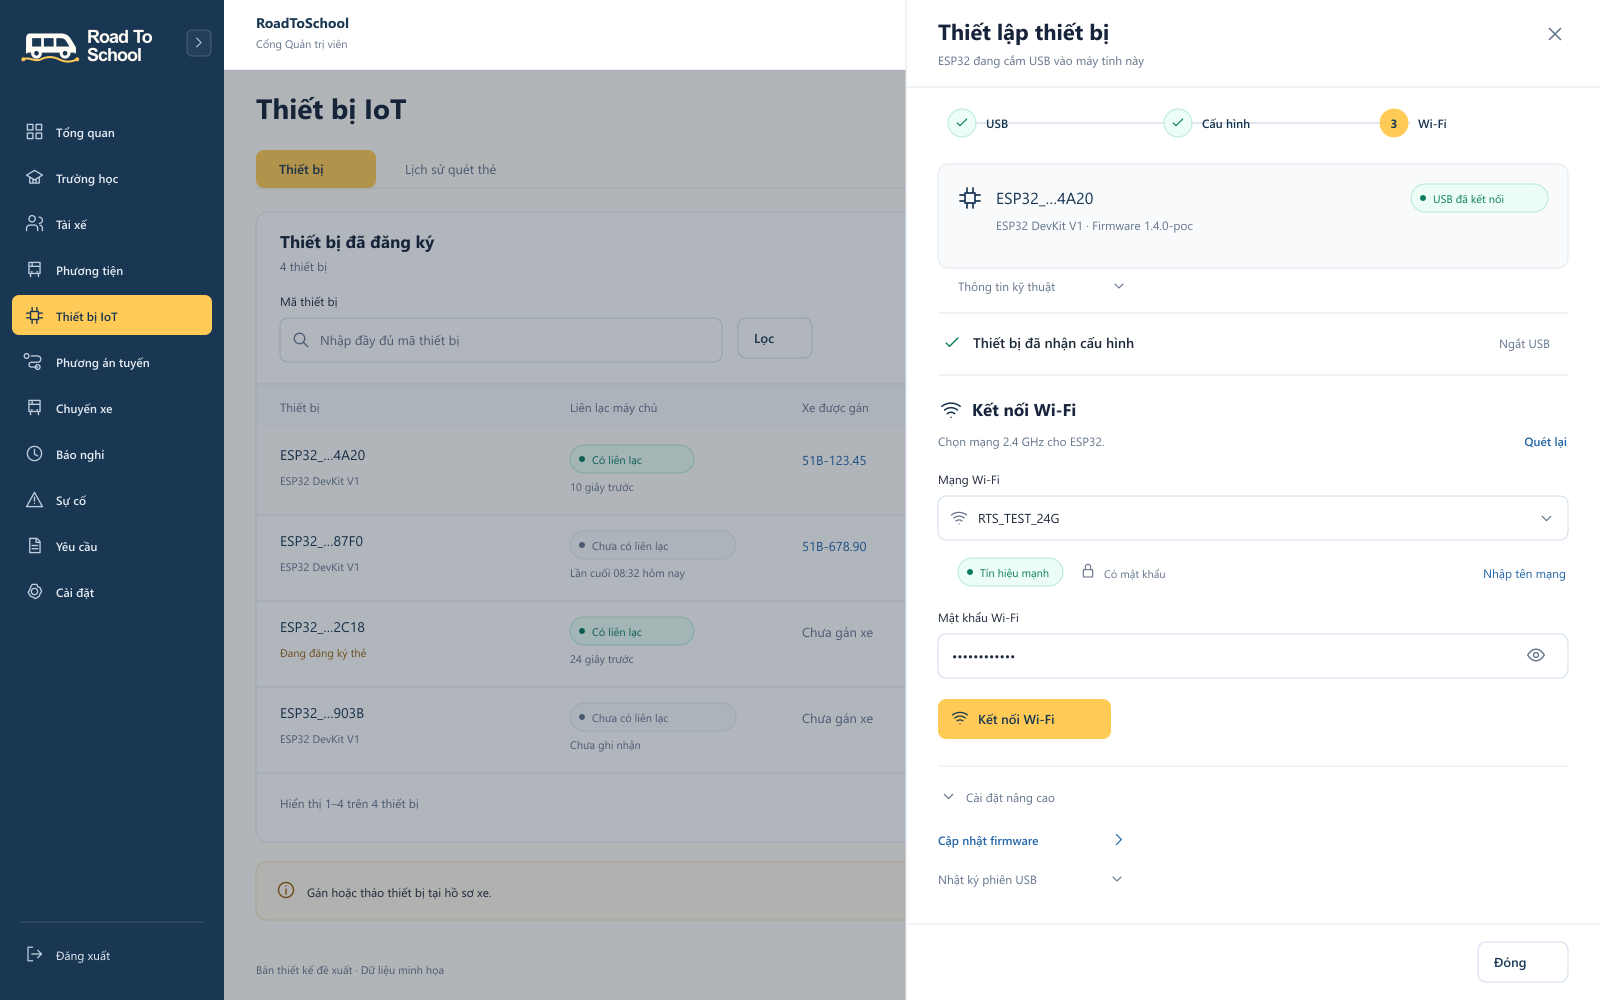 Road To
School
Tổng quan
Trường học
Tài xế
Phương tiện
Thiết bị IoT
Phương án tuyến
Chuyến xe
Báo nghỉ
Sự cố
Yêu cầu
Cài đặt
Đăng xuất
RoadToSchool
Cổng Quản trị viên
Thiết bị IoT
Thiết bị
Lịch sử quét thẻ
Thiết bị đã đăng ký
4 thiết bị
Mã thiết bị
Nhập đầy đủ mã thiết bị
Lọc
Thiết bị
Liên lạc máy chủ
Xe được gán
ESP32_...4A20
Có liên lạc
51B-123.45
ESP32 DevKit V1
10 giây trước
ESP32_...87F0
Chưa có liên lạc
51B-678.90
ESP32 DevKit V1
Lần cuối 08:32 hôm nay
ESP32_...2C18
Có liên lạc
Chưa gán xe
Đang đăng ký thẻ
24 giây trước
ESP32_...903B
Chưa có liên lạc
Chưa gán xe
ESP32 DevKit V1
Chưa ghi nhận
Hiển thị 1–4 trên 4 thiết bị
Gán hoặc tháo thiết bị tại hồ sơ xe.
Bản thiết kế đề xuất · Dữ liệu minh họa
Thiết lập thiết bị
ESP32 đang cắm USB vào máy tính này
USB
Cấu hình
3
Wi-Fi
ESP32_...4A20
USB đã kết nối
ESP32 DevKit V1 · Firmware 1.4.0-poc
Thông tin kỹ thuật
Thiết bị đã nhận cấu hình
Ngắt USB
Kết nối Wi-Fi
Chọn mạng 2.4 GHz cho ESP32.
Quét lại
Mạng Wi-Fi
RTS_TEST_24G
Tín hiệu mạnh
Có mật khẩu
Nhập tên mạng
Mật khẩu Wi-Fi
••••••••••••
Kết nối Wi-Fi
Cài đặt nâng cao
Cập nhật firmware
Nhật ký phiên USB
Đóng